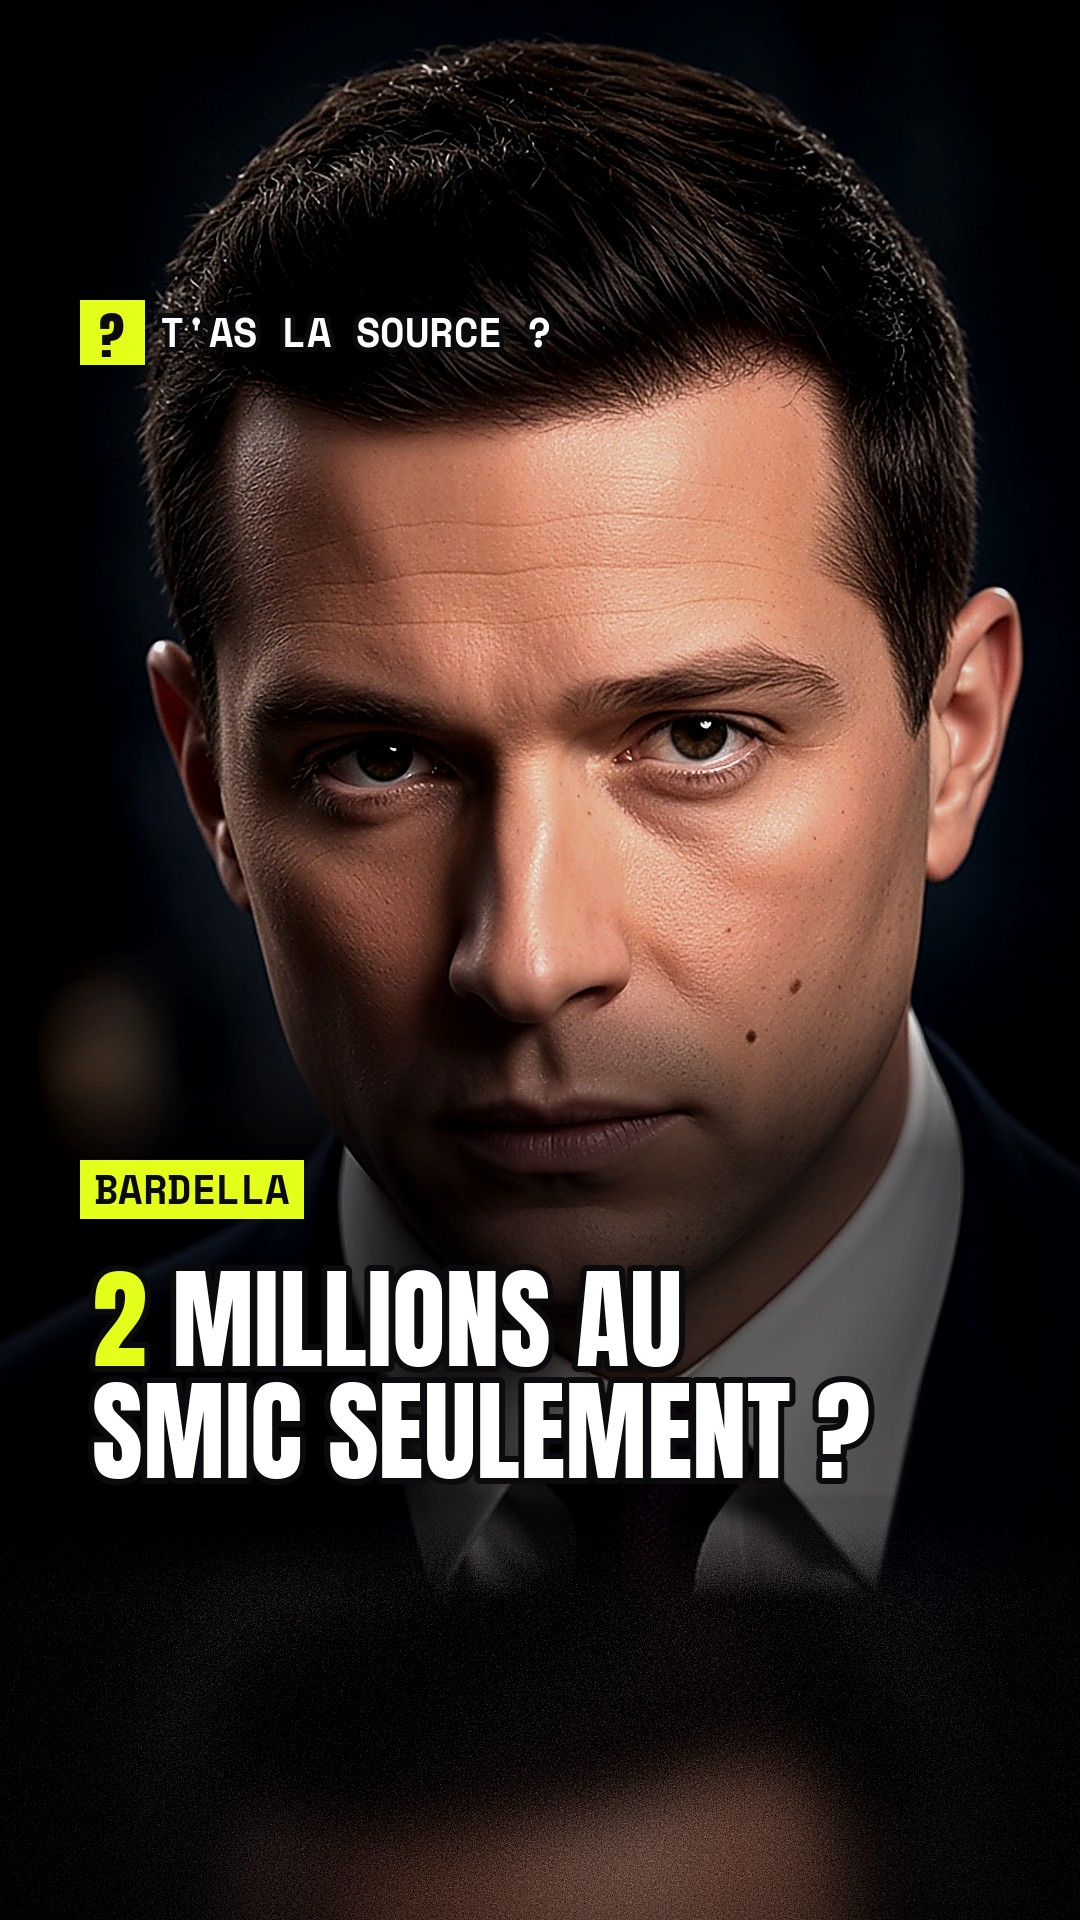 ? T'AS LA SOURCE ?
BARDELLA
2 MILLIONS AU
SMIC SEULEMENT ?